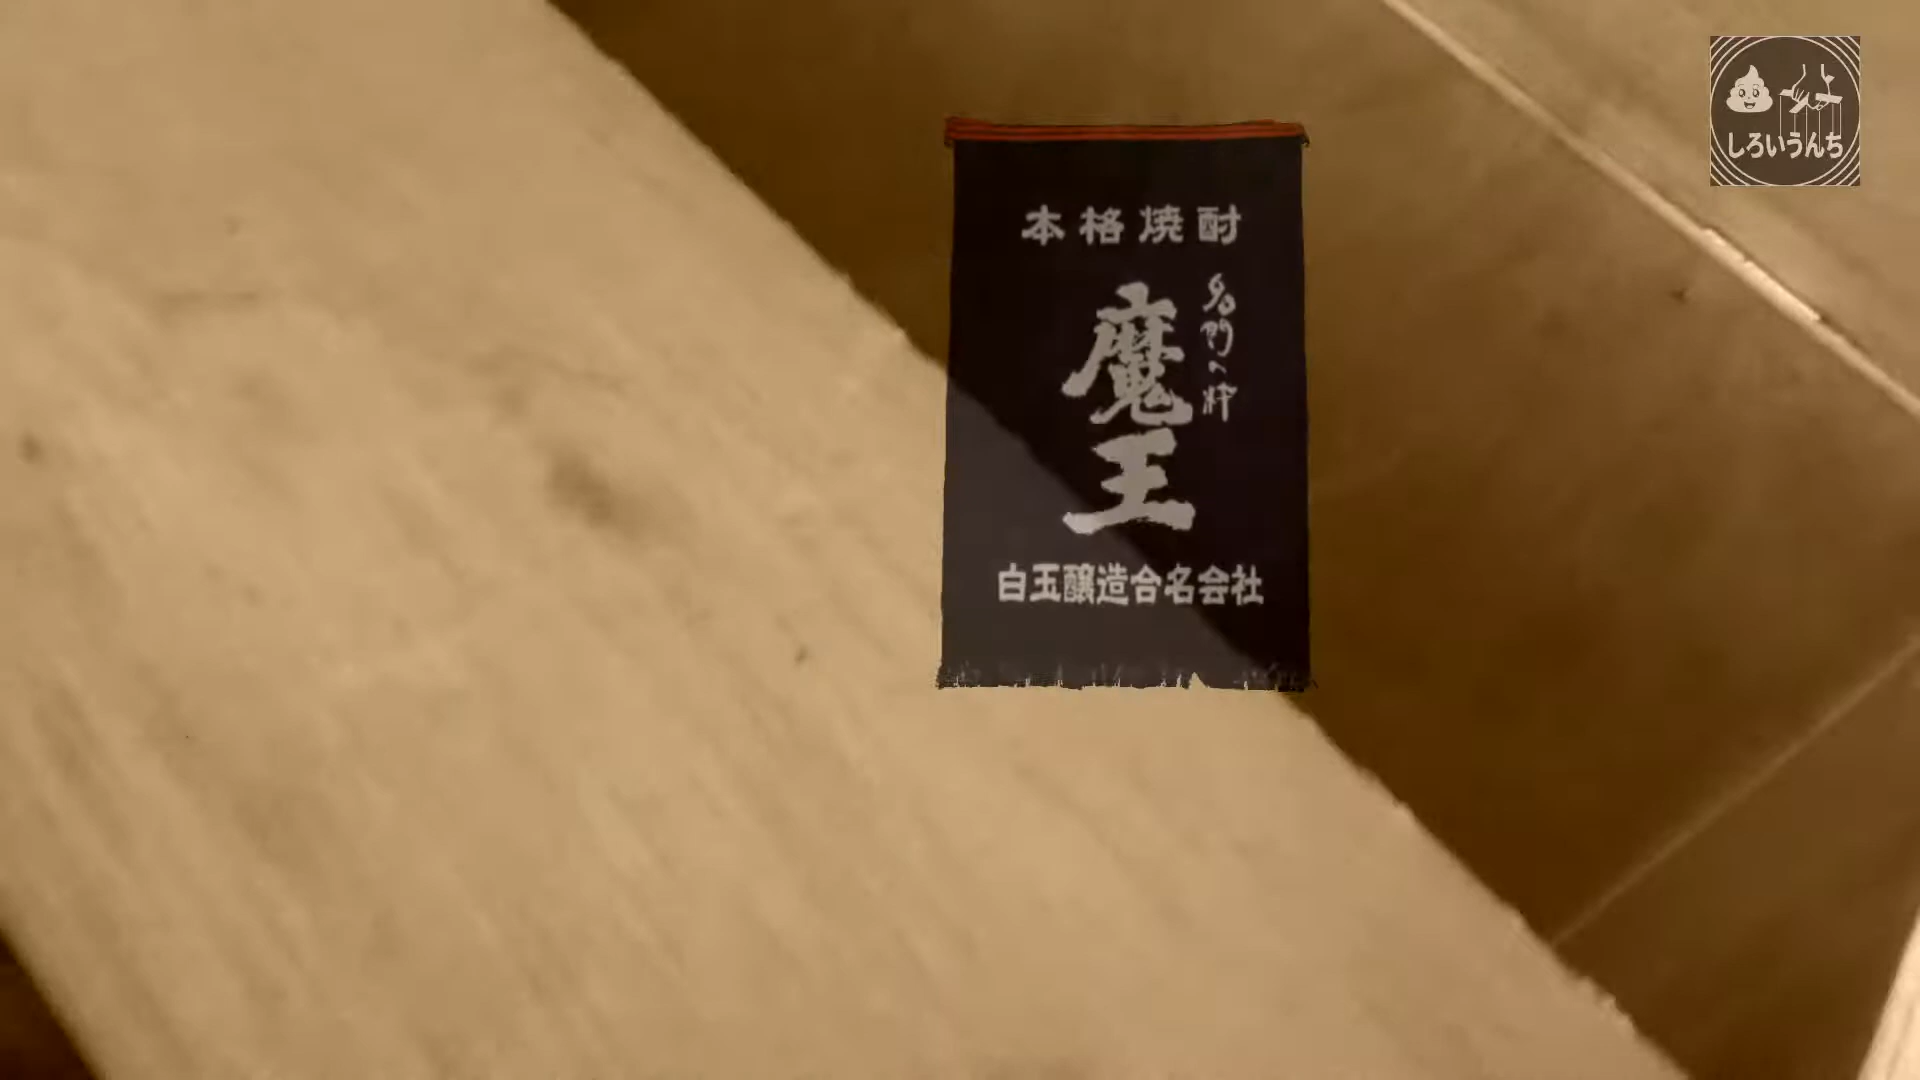 本格焼酎
名門の粋
魔王
白玉醸造合名会社
しろいうんち